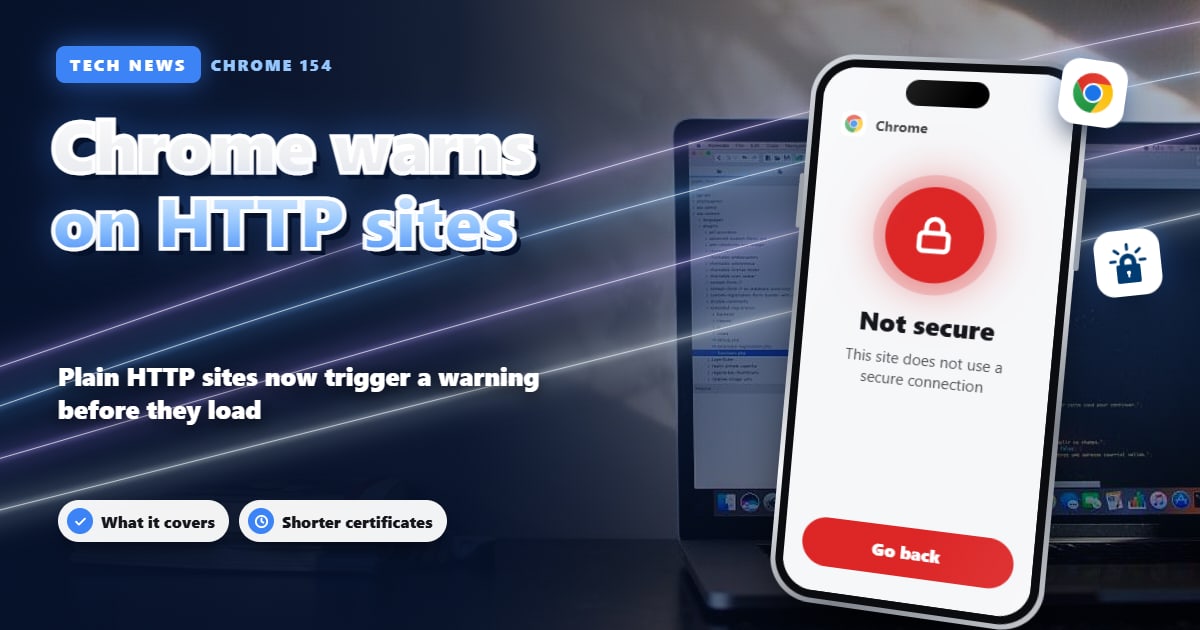 TECH NEWS CHROME 154
Chrome warns
on HTTP sites
Plain HTTP sites now trigger a warning
before they load
What it covers
Shorter certificates
Chrome
Not secure
This site does not use a
secure connection
Go back